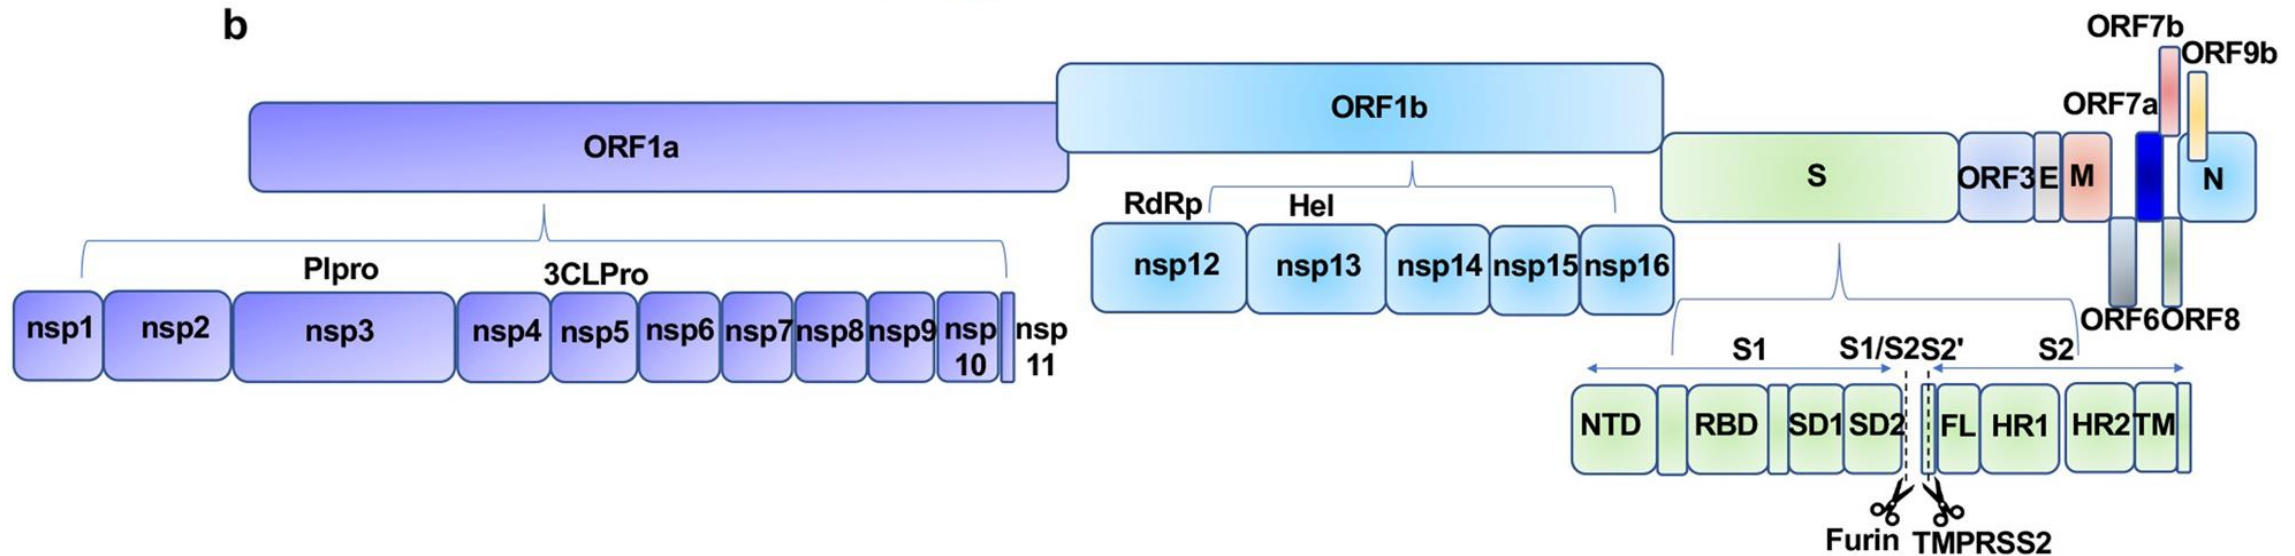 b
ORF7b
ORF9b
ORF7a
ORF1a
ORF1b
S
ORF3
E
M
N
RdRp
Hel
nsp12
nsp13
nsp14
nsp15
nsp16
ORF6
ORF8
Plpro
3CLPro
nsp1
nsp2
nsp3
nsp4
nsp5
nsp6
nsp7
nsp8
nsp9
nsp
10
nsp
11
S1
S1/S2
S2'
S2
NTD
RBD
SD1
SD2
FL
HR1
HR2
TM
Furin
TMPRSS2